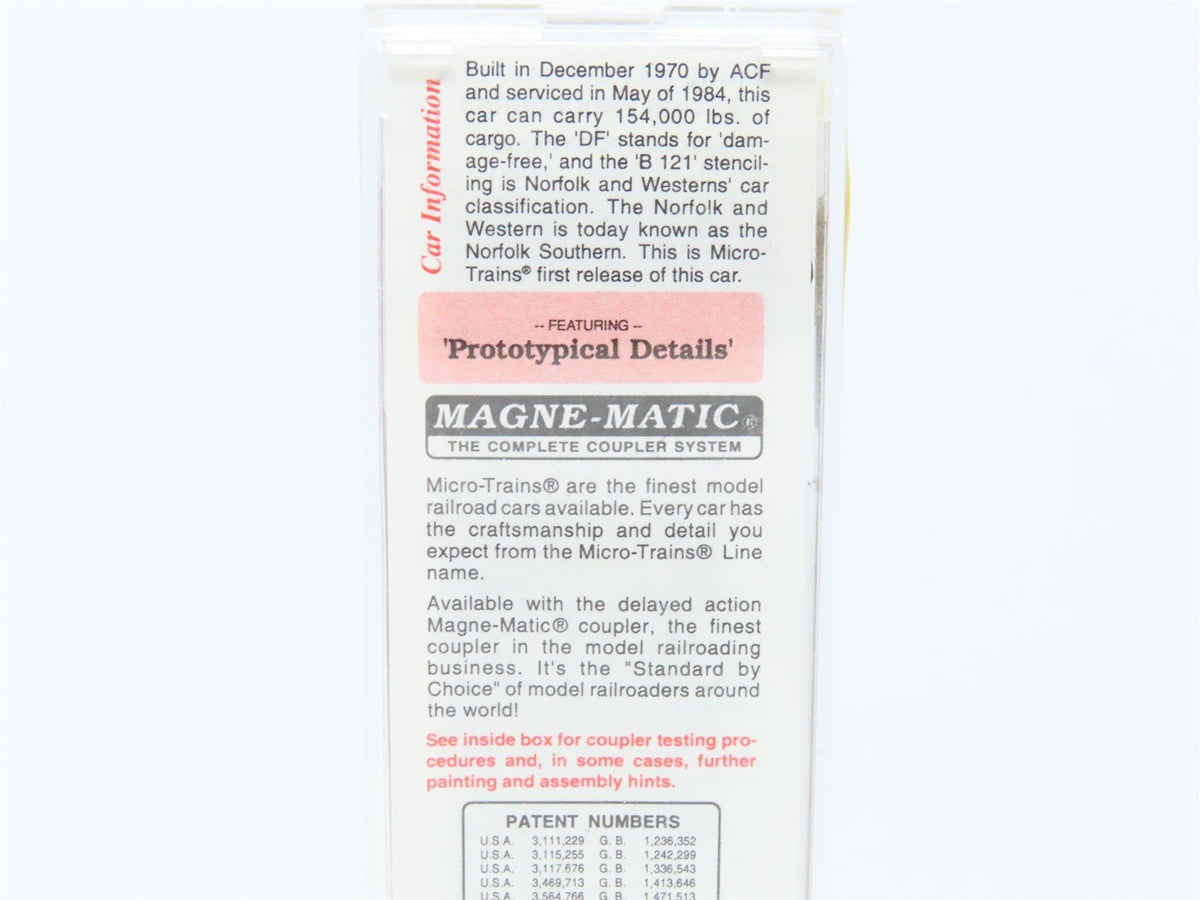 Car Information
Built in December 1970 by ACF
and serviced in May of 1984, this
car can carry 154,000 lbs. of
cargo. The 'DF' stands for 'dam-
age-free,' and the 'B 121' stencil-
ing is Norfolk and Westerns' car
classification. The Norfolk and
Western is today known as the
Norfolk Southern. This is Micro-
Trains® first release of this car.
-- FEATURING --
'Prototypical Details'
MAGNE-MATIC®
THE COMPLETE COUPLER SYSTEM
Micro-Trains® are the finest model
railroad cars available. Every car has
the craftsmanship and detail you
expect from the Micro-Trains® Line
name.
Available with the delayed action
Magne-Matic® coupler, the finest
coupler in the model railroading
business. It's the "Standard by
Choice" of model railroaders around
the world!
See inside box for coupler testing pro-
cedures and, in some cases, further
painting and assembly hints.
PATENT NUMBERS
U.S.A. 3,111,229 G.B. 1,236,352
U.S.A. 3,115,255 G.B. 1,242,299
U.S.A. 3,117.676 G.B. 1,336,543
U.S.A. 3,469,713 G.B. 1,413,646
U.S.A. 3,564,766 G.B. 1,471,513